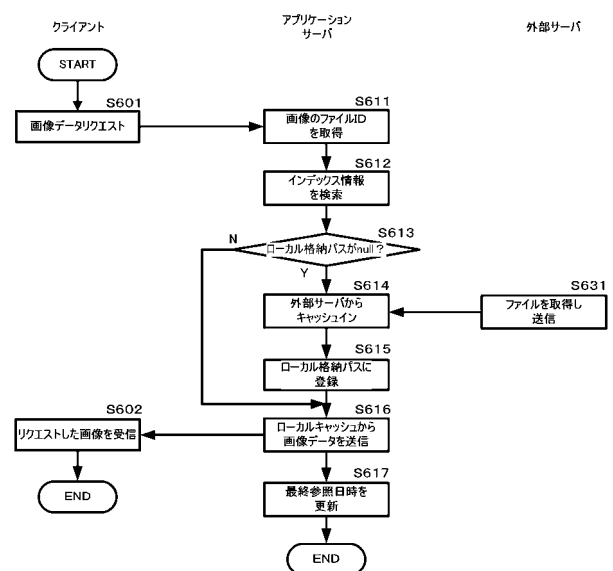 クライアント
アプリケーション
サーバ
外部サーバ
START
S601
画像データリクエスト
S611
画像のファイルID
を取得
S612
インデックス情報
を検索
S613
ローカル格納パスがnull?
N
Y
S614
外部サーバから
キャッシュイン
S631
ファイルを取得し
送信
S615
ローカル格納パスに
登録
S602
リクエストした画像を受信
S616
ローカルキャッシュから
画像データを送信
END
S617
最終参照日時を
更新
END